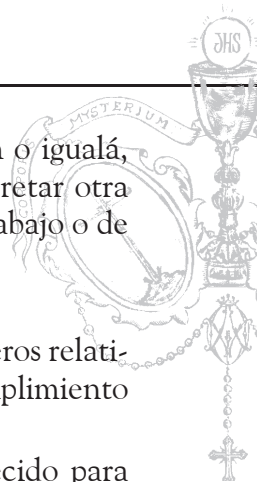 JHS
MYSTERIUM
o igualá,
retar otra
abajo o de
eros relati-
plimiento
ecido para